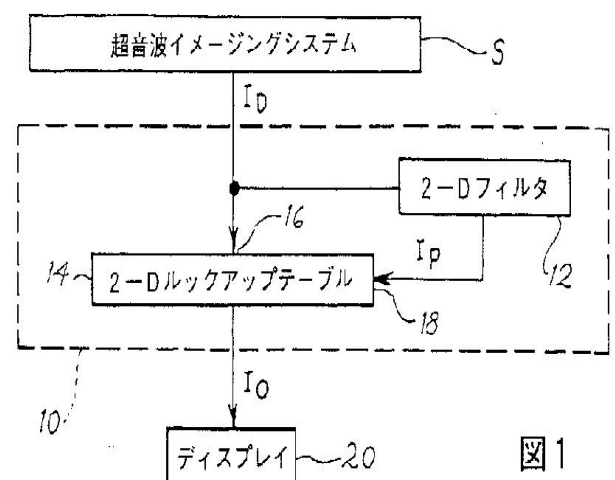 超音波イメージングシステム
S
I_D
2-Dフィルタ
16
12
I_P
14
2-Dルックアップテーブル
18
10
I_O
ディスプレイ
20
図1